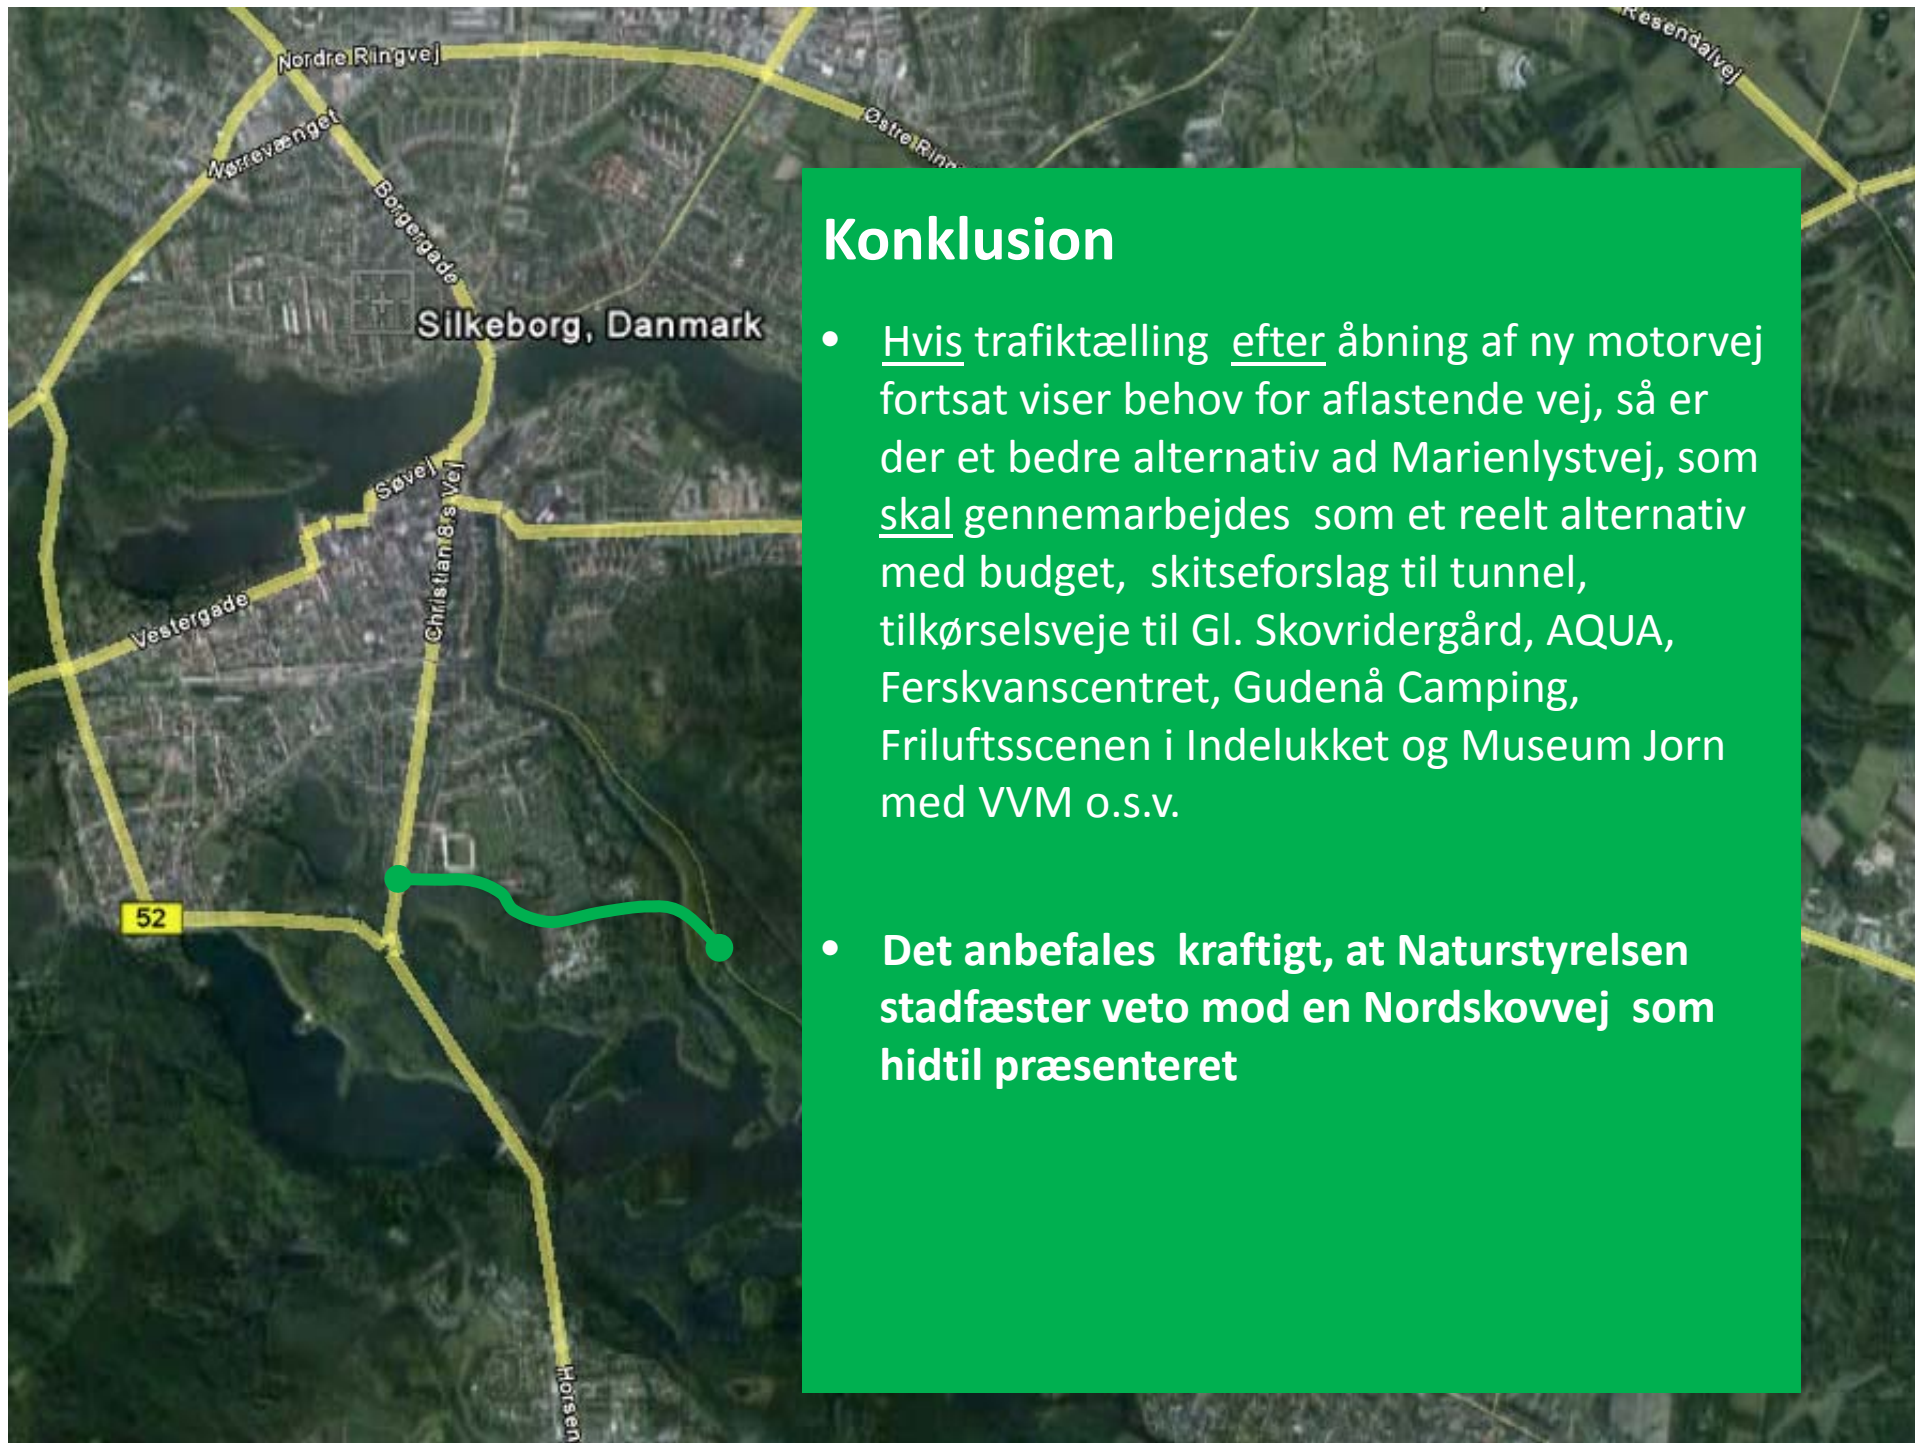 Resendalvej
Nordre Ringvej
Østre Ring
Nørrevænget
Borgergade
Silkeborg, Danmark
Søvej
Christian 8.s Vej
Vestergade
52
Horsen
Konklusion
• Hvis trafiktælling efter åbning af ny motorvej
fortsat viser behov for aflastende vej, så er
der et bedre alternativ ad Marienlystvej, som
skal gennemarbejdes som et reelt alternativ
med budget, skitseforslag til tunnel,
tilkørselsveje til Gl. Skovridergård, AQUA,
Ferskvanscentret, Gudenå Camping,
Friluftsscenen i Indelukket og Museum Jorn
med VVM o.s.v.
• Det anbefales kraftigt, at Naturstyrelsen
stadfæster veto mod en Nordskovvej som
hidtil præsenteret